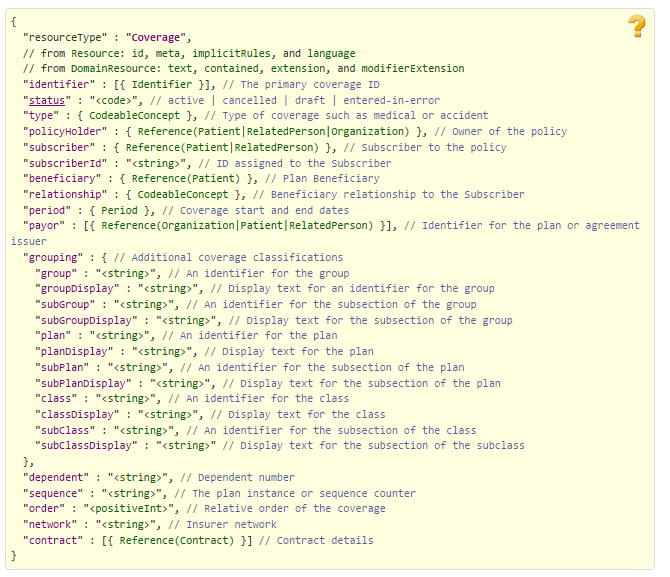 {
  "resourceType" : "Coverage",
  // from Resource: id, meta, implicitRules, and language
  // from DomainResource: text, contained, extension, and modifierExtension
  "identifier" : [{ Identifier }], // The primary coverage ID
  "status" : "<code>", // active | cancelled | draft | entered-in-error
  "type" : { CodeableConcept }, // Type of coverage such as medical or accident
  "policyHolder" : { Reference(Patient|RelatedPerson|Organization) }, // Owner of the policy
  "subscriber" : { Reference(Patient|RelatedPerson) }, // Subscriber to the policy
  "subscriberId" : "<string>", // ID assigned to the Subscriber
  "beneficiary" : { Reference(Patient) }, // Plan Beneficiary
  "relationship" : { CodeableConcept }, // Beneficiary relationship to the Subscriber
  "period" : { Period }, // Coverage start and end dates
  "payor" : [{ Reference(Organization|Patient|RelatedPerson) }], // Identifier for the plan or agreement
issuer
  "grouping" : { // Additional coverage classifications
    "group" : "<string>", // An identifier for the group
    "groupDisplay" : "<string>", // Display text for an identifier for the group
    "subGroup" : "<string>", // An identifier for the subsection of the group
    "subGroupDisplay" : "<string>", // Display text for the subsection of the group
    "plan" : "<string>", // An identifier for the plan
    "planDisplay" : "<string>", // Display text for the plan
    "subPlan" : "<string>", // An identifier for the subsection of the plan
    "subPlanDisplay" : "<string>", // Display text for the subsection of the plan
    "class" : "<string>", // An identifier for the class
    "classDisplay" : "<string>", // Display text for the class
    "subClass" : "<string>", // An identifier for the subsection of the class
    "subClassDisplay" : "<string>" // Display text for the subsection of the subclass
  },
  "dependent" : "<string>", // Dependent number
  "sequence" : "<string>", // The plan instance or sequence counter
  "order" : "<positiveInt>", // Relative order of the coverage
  "network" : "<string>", // Insurer network
  "contract" : [{ Reference(Contract) }] // Contract details
}